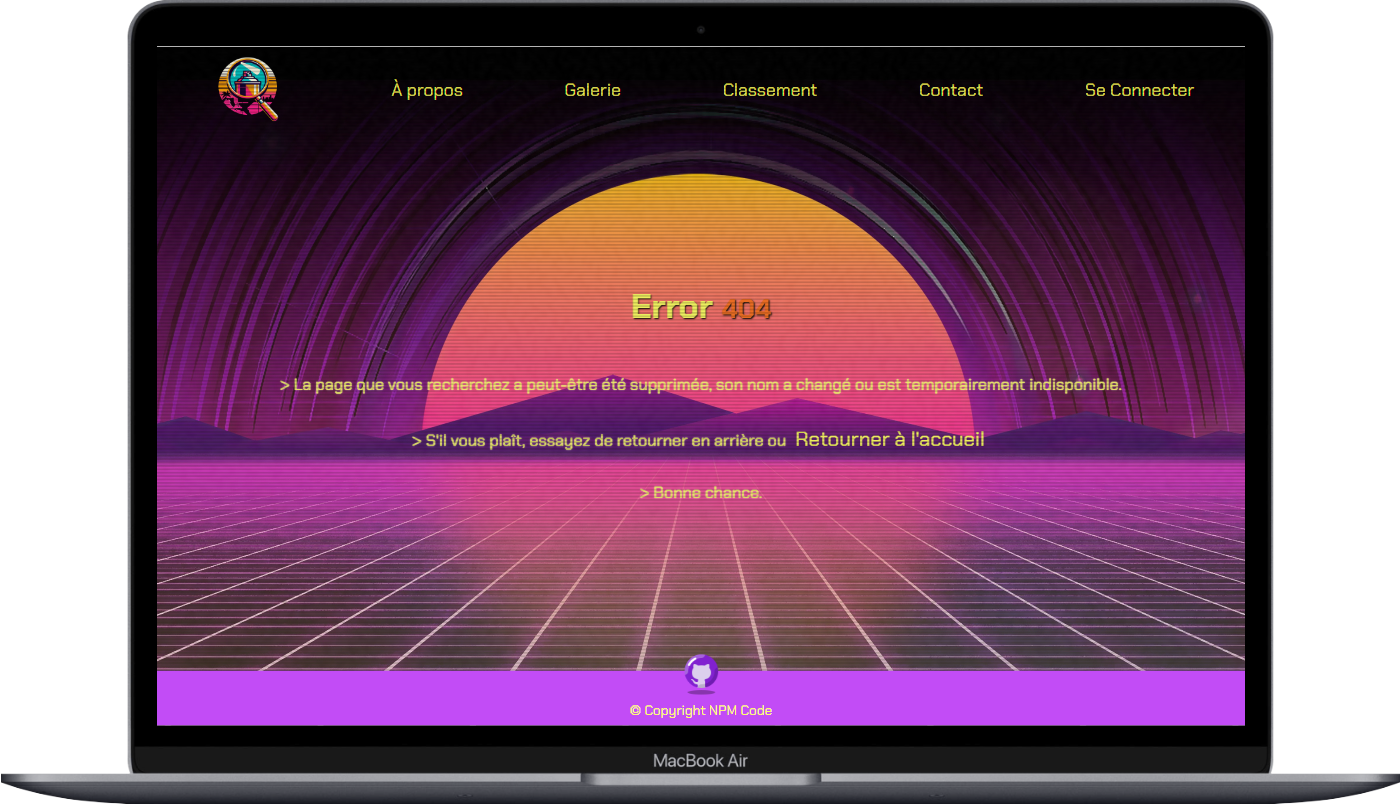 À propos Galerie Classement Contact Se Connecter
Error 404
> La page que vous recherchez a peut-être été supprimée, son nom a changé ou est temporairement indisponible.
> S'il vous plaît, essayez de retourner en arrière ou Retourner à l'accueil
> Bonne chance.
© Copyright NPM Code
MacBook Air